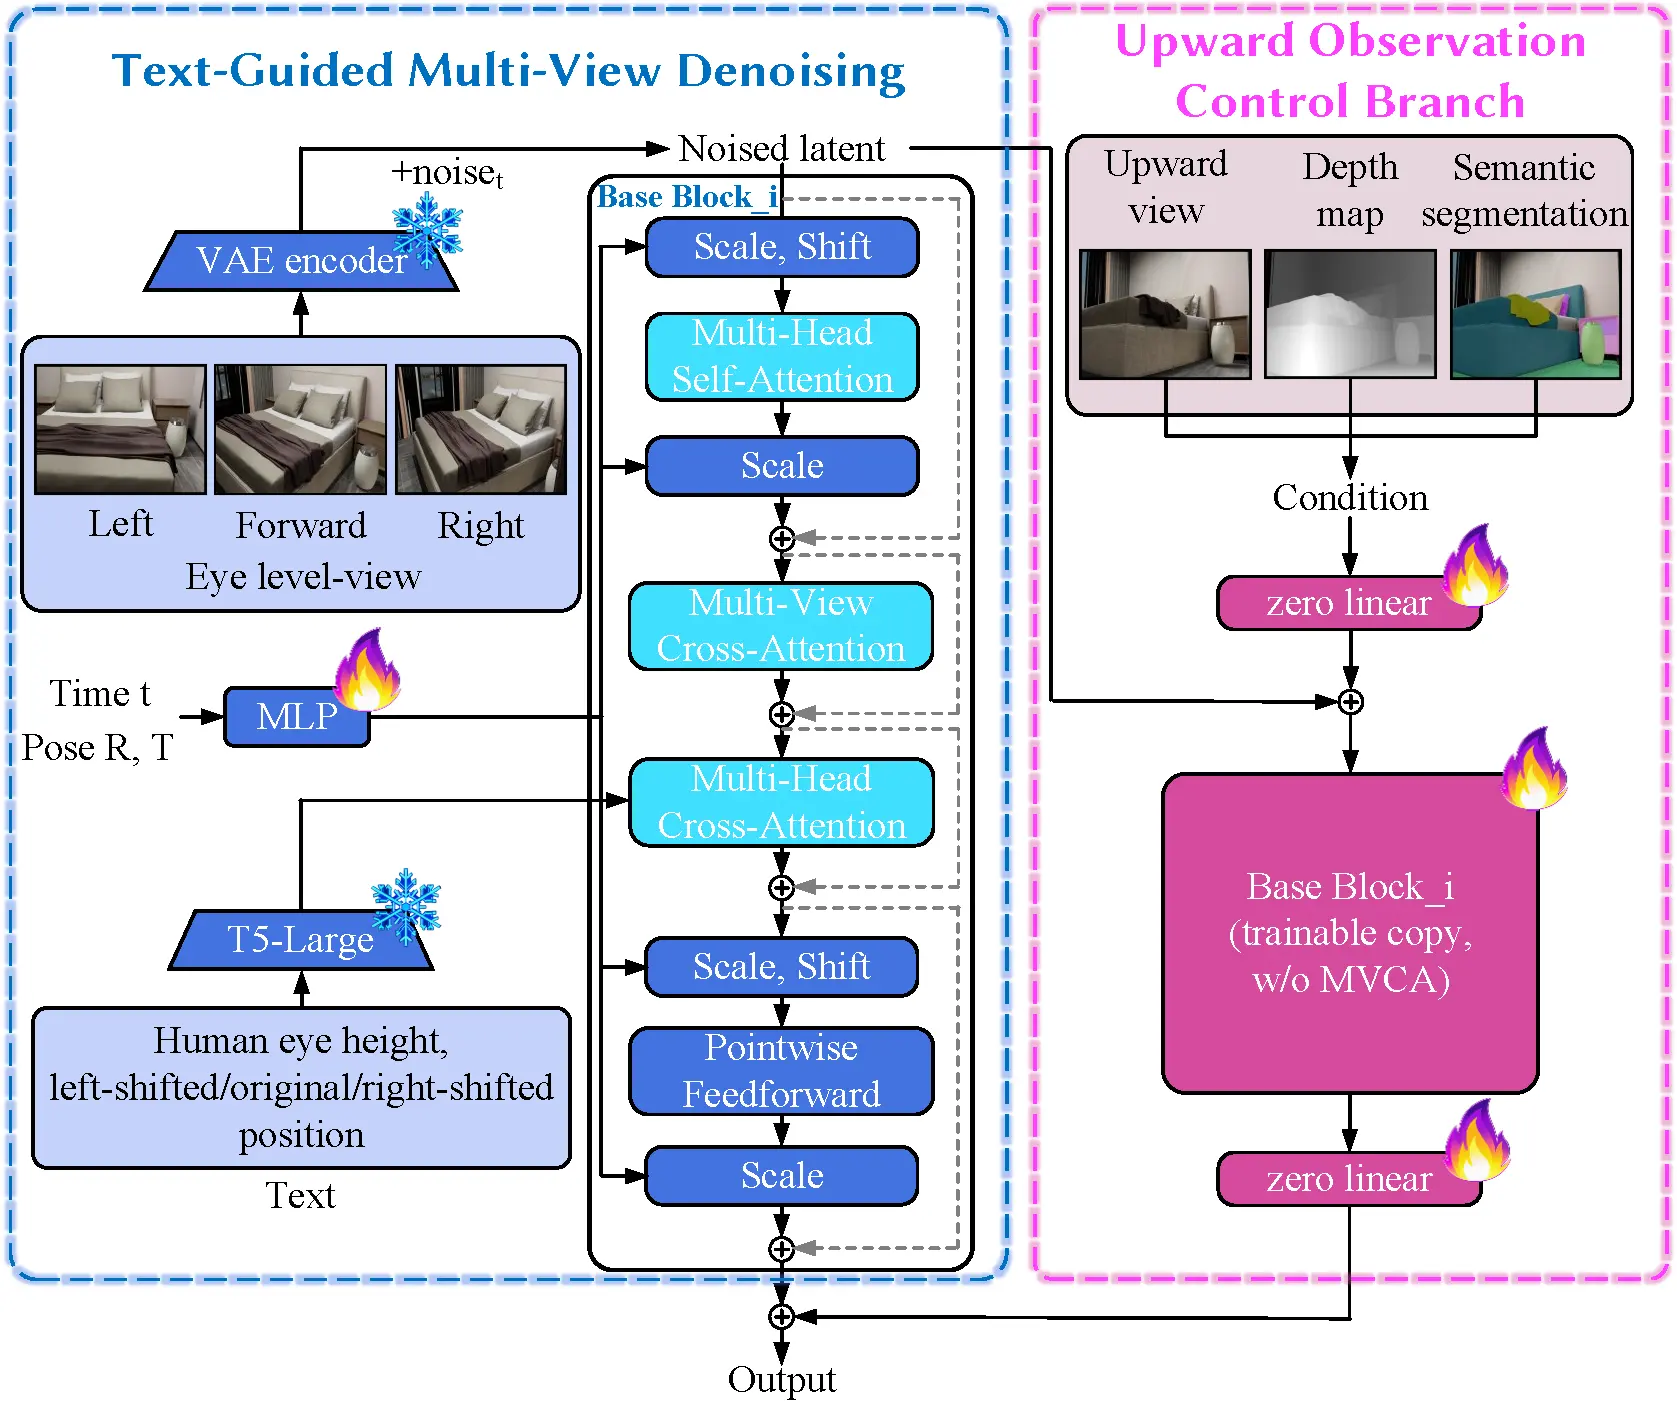 Text-Guided Multi-View Denoising
Noised latent
+noiset
VAE encoder
Left
Forward
Right
Eye level-view
Time t
Pose R, T
MLP
T5-Large
Human eye height,
left-shifted/original/right-shifted
position
Text
Base Block_i
Scale, Shift
Multi-Head
Self-Attention
Scale
Multi-View
Cross-Attention
Multi-Head
Cross-Attention
Scale, Shift
Pointwise
Feedforward
Scale
Output
Upward Observation
Control Branch
Upward
view
Depth
map
Semantic
segmentation
Condition
zero linear
Base Block_i
(trainable copy,
w/o MVCA)
zero linear